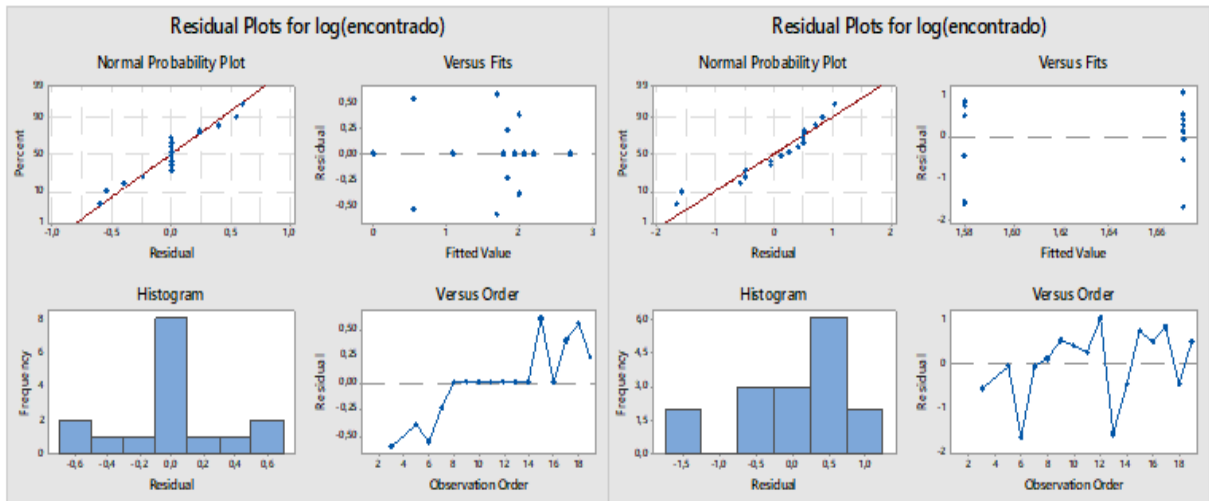 Residual Plots for log(encontrado)
Normal Probability Plot
Versus Fits
99
90
50
10
1
Percent
-1,0 -0,5 0,0 0,5 1,0
Residual
0,50
0,25
0,00
-0,25
-0,50
Residual
0 1 2 3
Fitted Value
Histogram
Versus Order
8
6
4
2
0
Frequency
-0,6 -0,4 -0,2 0,0 0,2 0,4 0,6
Residual
0,50
0,25
0,00
-0,25
-0,50
Residual
2 4 6 8 10 12 14 16 18
Observation Order
Residual Plots for log(encontrado)
Normal Probability Plot
Versus Fits
99
90
50
10
1
Percent
-2 -1 0 1 2
Residual
1
0
-1
-2
Residual
1,58 1,60 1,62 1,64 1,66
Fitted Value
Histogram
Versus Order
6,0
4,5
3,0
1,5
0,0
Frequency
-1,5 -1,0 -0,5 0,0 0,5 1,0
Residual
1
0
-1
-2
Residual
2 4 6 8 10 12 14 16 18
Observation Order